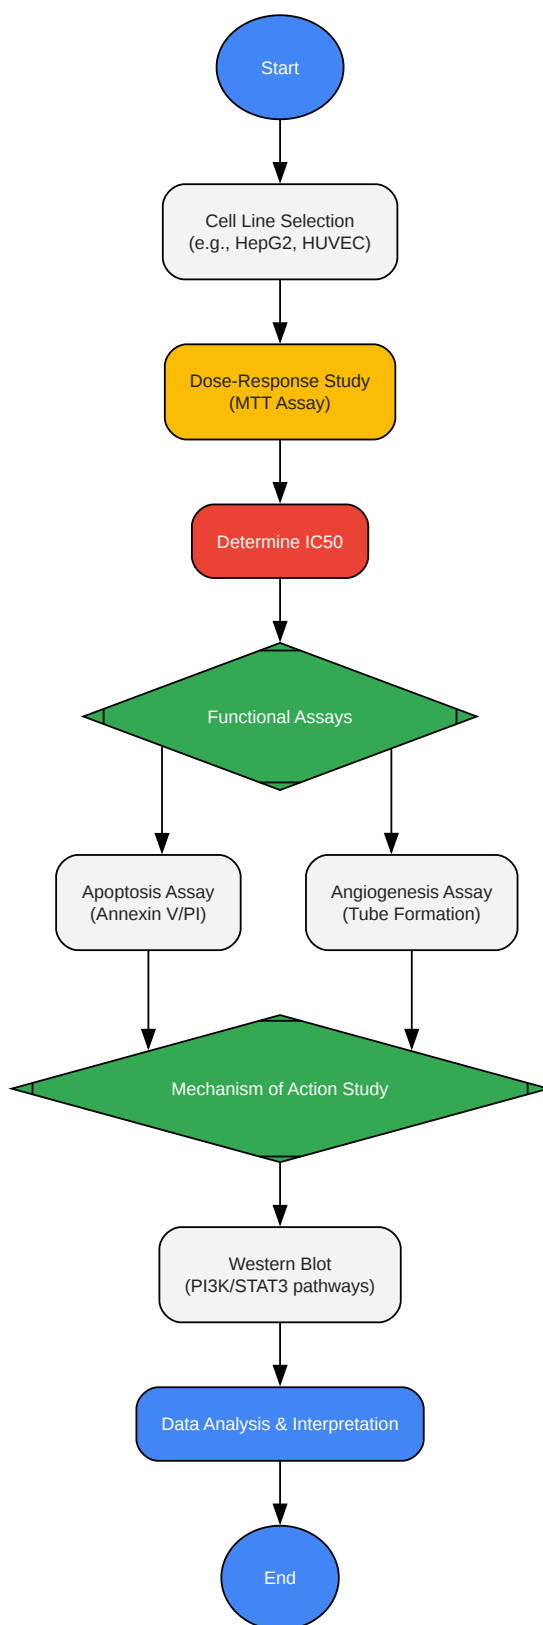 Start
Cell Line Selection
(e.g., HepG2, HUVEC)
Dose-Response Study
(MTT Assay)
Determine IC50
Functional Assays
Apoptosis Assay
(Annexin V/PI)
Angiogenesis Assay
(Tube Formation)
Mechanism of Action Study
Western Blot
(PI3K/STAT3 pathways)
Data Analysis & Interpretation
End